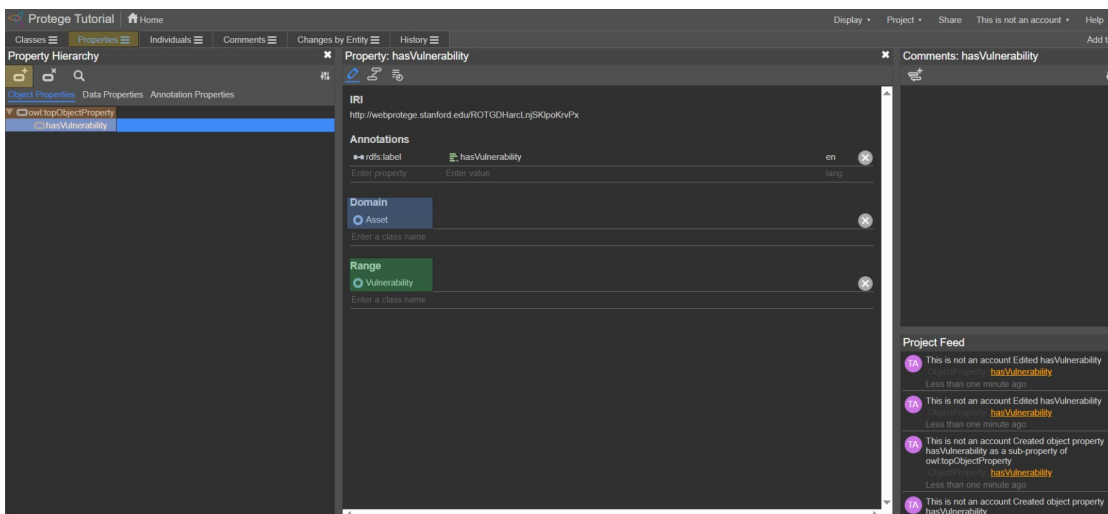 Protege Tutorial Home Display Project Share This is not an account Help
Classes Properties Individuals Comments Changes by Entity History Add t
Property Hierarchy
Object Properties Data Properties Annotation Properties
owl:topObjectProperty
hasVulnerability
Property: hasVulnerability
IRI
http://webprotege.stanford.edu/ROTGDHarcLnjSKlpoKrvPx
Annotations
rdfs:label hasVulnerability en
Enter property Enter value lang
Domain
Asset
Enter a class name
Range
Vulnerability
Enter a class name
Comments: hasVulnerability
Project Feed
TA This is not an account Edited hasVulnerability
ObjectProperty hasVulnerability
Less than one minute ago
TA This is not an account Edited hasVulnerability
ObjectProperty hasVulnerability
Less than one minute ago
TA This is not an account Created object property
hasVulnerability as a sub-property of
owl:topObjectProperty
ObjectProperty hasVulnerability
Less than one minute ago
TA This is not an account Created object property
hasVulnerability